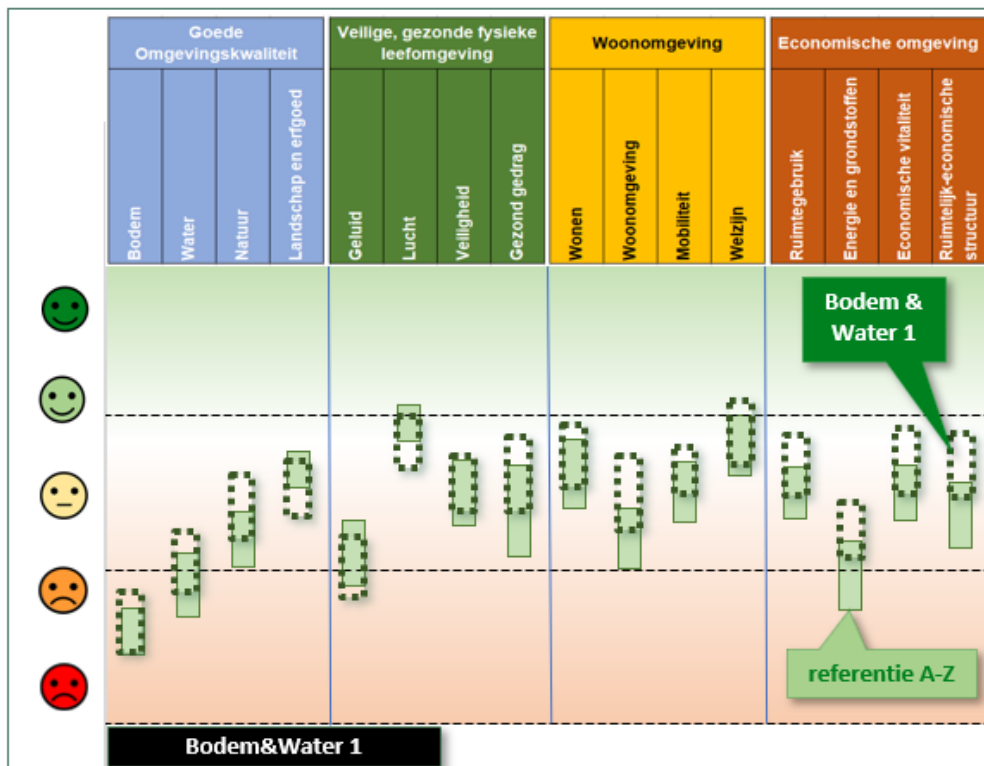 Goede
Omgevingskwaliteit
Veilige, gezonde fysieke
leefomgeving
Woonomgeving
Economische omgeving
Bodem
Water
Natuur
Landschap en erfgoed
Geluid
Lucht
Veiligheid
Gezond gedrag
Wonen
Woonomgeving
Mobiliteit
Welzijn
Ruimtegebruik
Energie en grondstoffen
Economische vitaliteit
Ruimtelijk-economische
structuur
Bodem &
Water 1
referentie A-Z
Bodem&Water 1